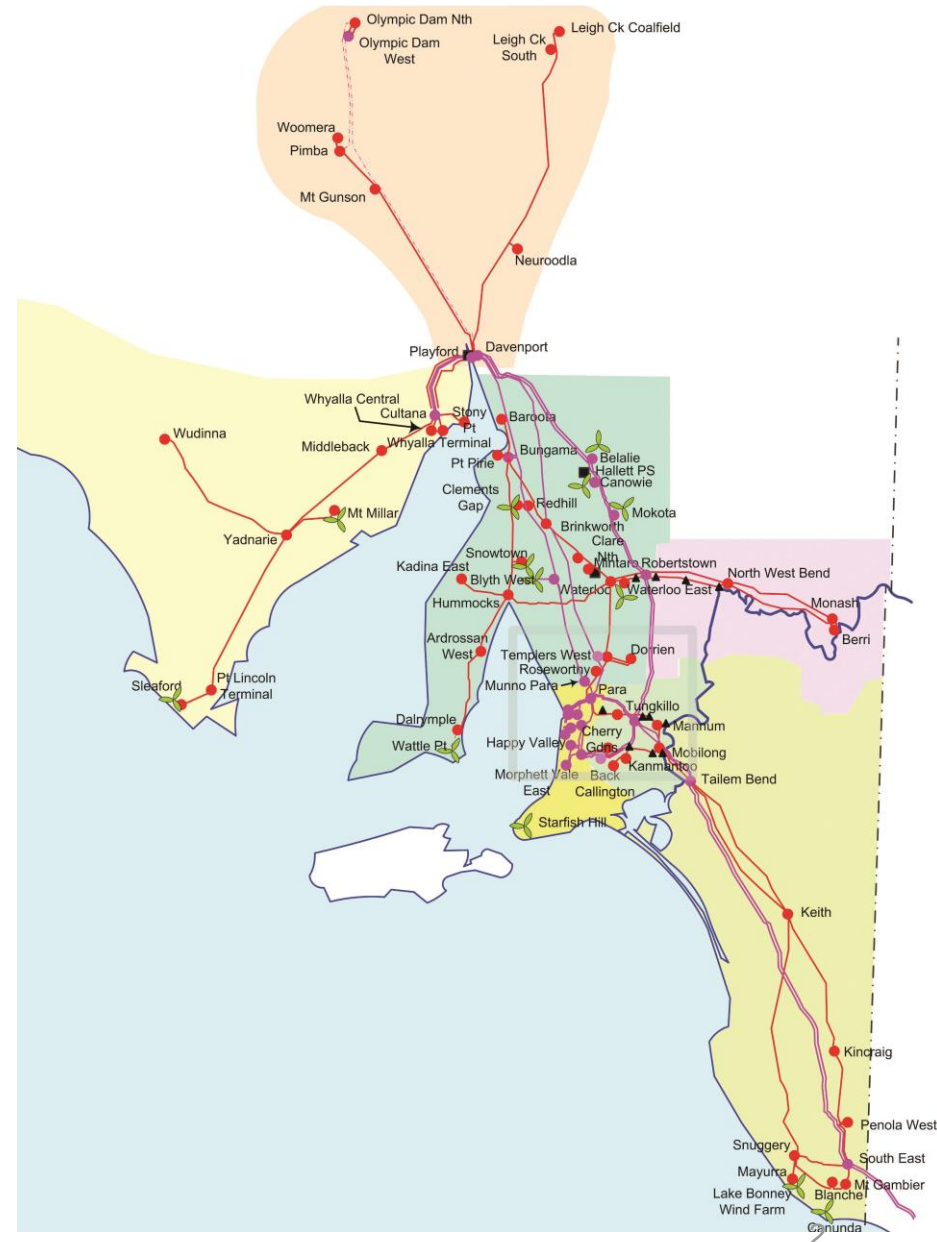 Olympic Dam Nth
Olympic Dam
West
Leigh Ck
South
Leigh Ck Coalfield
Woomera
Pimba
Mt Gunson
Neuroodla
Playford
Davenport
Whyalla Central
Cultana
Stony
Pt
Baroota
Wudinna
Middleback
Whyalla Terminal
Bungama
Pt Pirie
Belalie
Hallett PS
Canowie
Clements
Gap
Redhill
Mt Millar
Mokota
Yadnarie
Brinkworth
Clare
Nth
Snowtown
Mintaro
Robertstown
Kadina East
Blyth West
Waterloo
Waterloo East
North West Bend
Hummocks
Monash
Berri
Ardrossan
West
Templers West
Dorrien
Roseworthy
Munno Para
Pt Lincoln
Terminal
Sleaford
Para
Tungkillo
Dalrymple
Wattle Pt
Cherry
Gdns
Mannum
Happy Valley
Mobilong
Kanmantoo
Morphett Vale
East
Back
Callington
Tailem Bend
Starfish Hill
Keith
Kincraig
Penola West
Snuggery
South East
Mayurra
Mt Gambier
Blanche
Lake Bonney
Wind Farm
Canunda